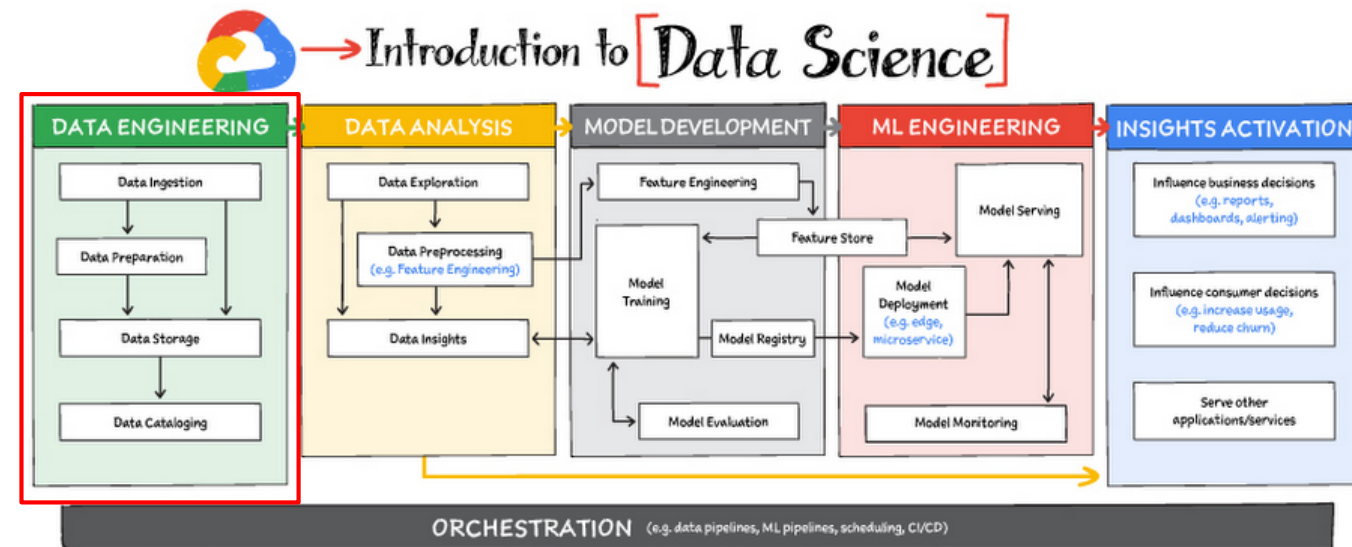 Introduction to [Data Science]
DATA ENGINEERING
Data Ingestion
Data Preparation
Data Storage
Data Cataloging
DATA ANALYSIS
Data Exploration
Data Preprocessing
(e.g. Feature Engineering)
Data Insights
MODEL DEVELOPMENT
Feature Engineering
Feature Store
Model
Training
Model Registry
Model Evaluation
ML ENGINEERING
Model Serving
Model
Deployment
(e.g. edge,
microservice)
Model Monitoring
INSIGHTS ACTIVATION
Influence business decisions
(e.g. reports,
dashboards, alerting)
Influence consumer decisions
(e.g. increase usage,
reduce churn)
Serve other
applications/services
ORCHESTRATION (e.g. data pipelines, ML pipelines, scheduling, CI/CD)